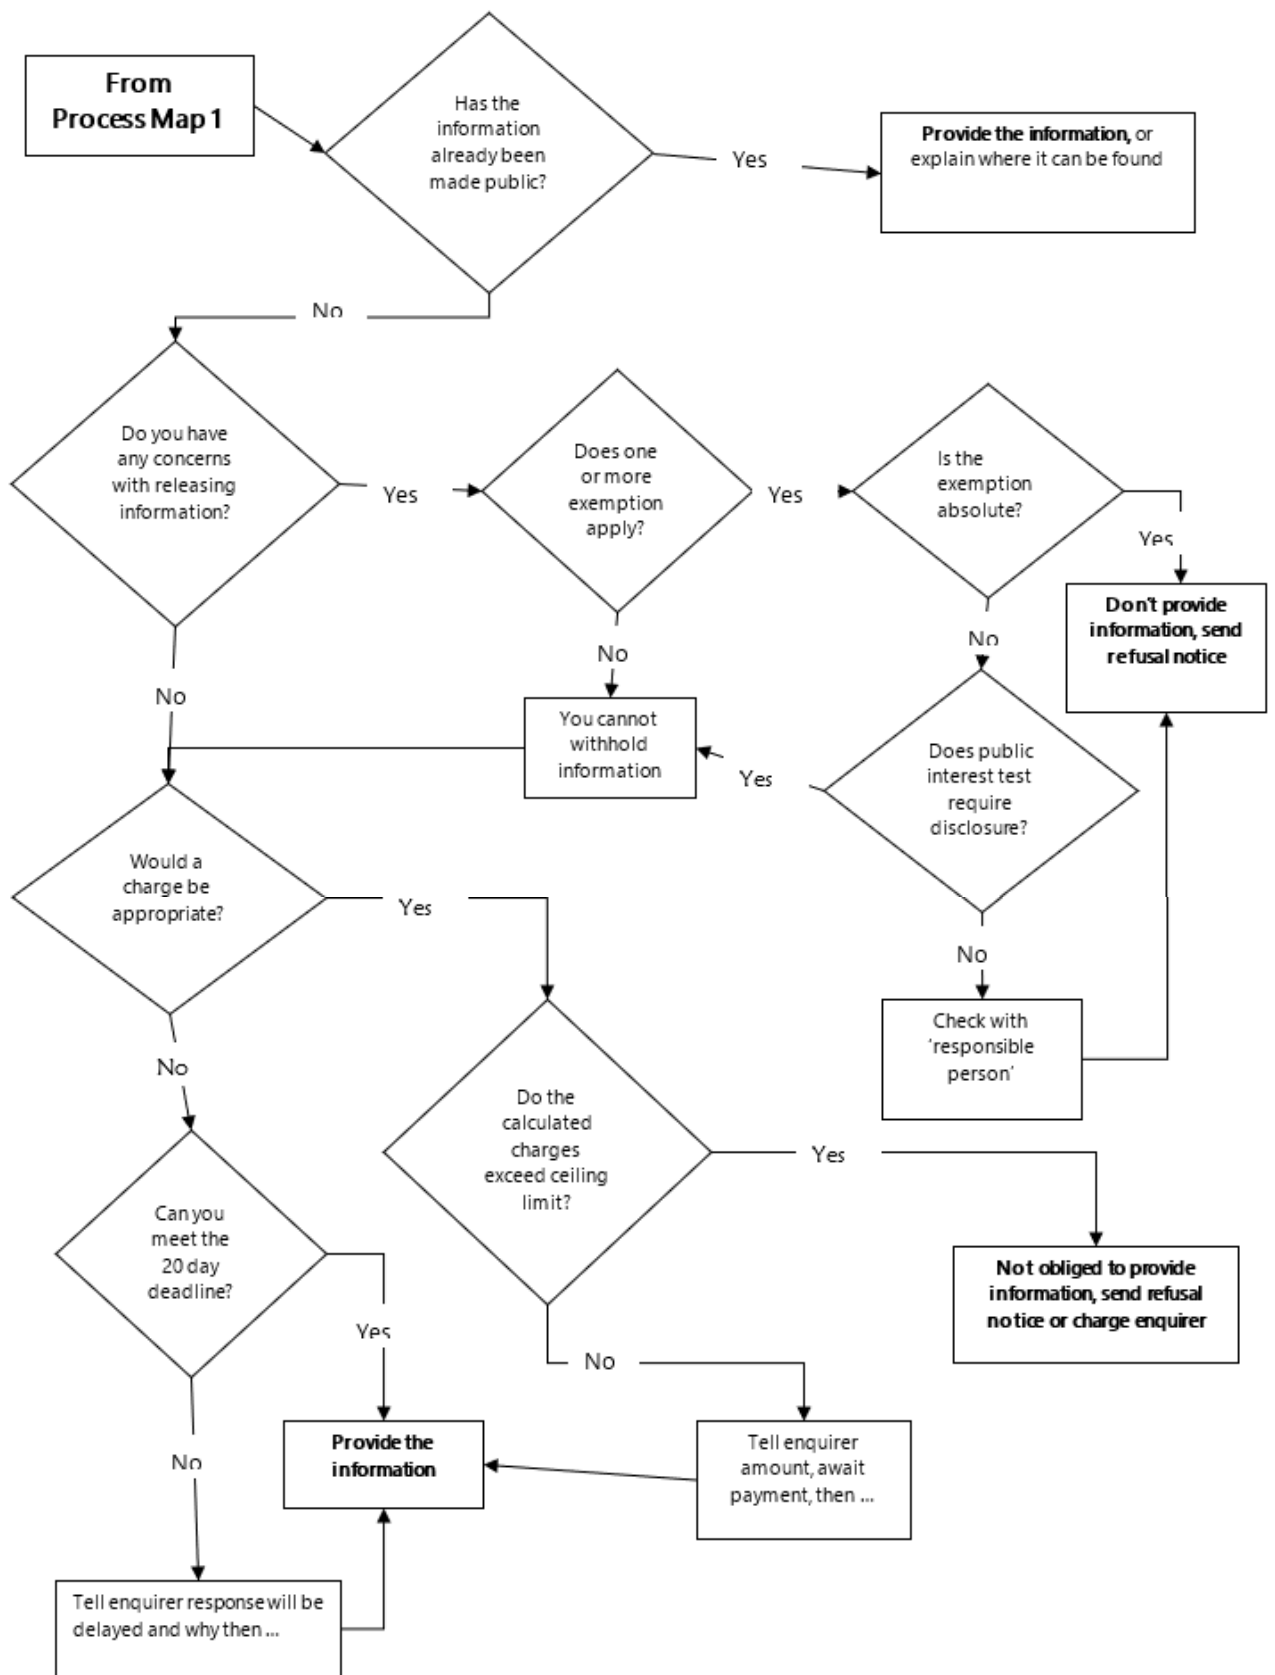 From
Process Map 1
Has the
information
already been
made public?
Yes
Provide the information, or
explain where it can be found
No
Do you have
any concerns
with releasing
information?
Yes
Does one
or more
exemption
apply?
Yes
Is the
exemption
absolute?
Yes
Don't provide
information, send
refusal notice
No
No
No
You cannot
withhold
information
Yes
Does public
interest test
require
disclosure?
Would a
charge be
appropriate?
Yes
No
Check with
‘responsible
person’
No
Do the
calculated
charges
exceed ceiling
limit?
Yes
Can you
meet the
20 day
deadline?
Not obliged to provide
information, send refusal
notice or charge enquirer
Yes
No
No
Provide the
information
Tell enquirer
amount, await
payment, then ...
Tell enquirer response will be
delayed and why then ...